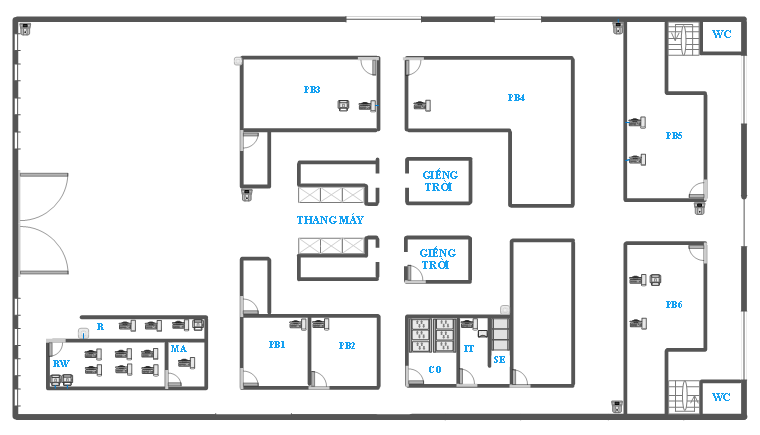 WC
PB3
PB4
PB5
GIẾNG
TRỜI
THANG MÁY
GIẾNG
TRỜI
PB6
R
PB1
PB2
MA
RW
IT
SE
CO
WC